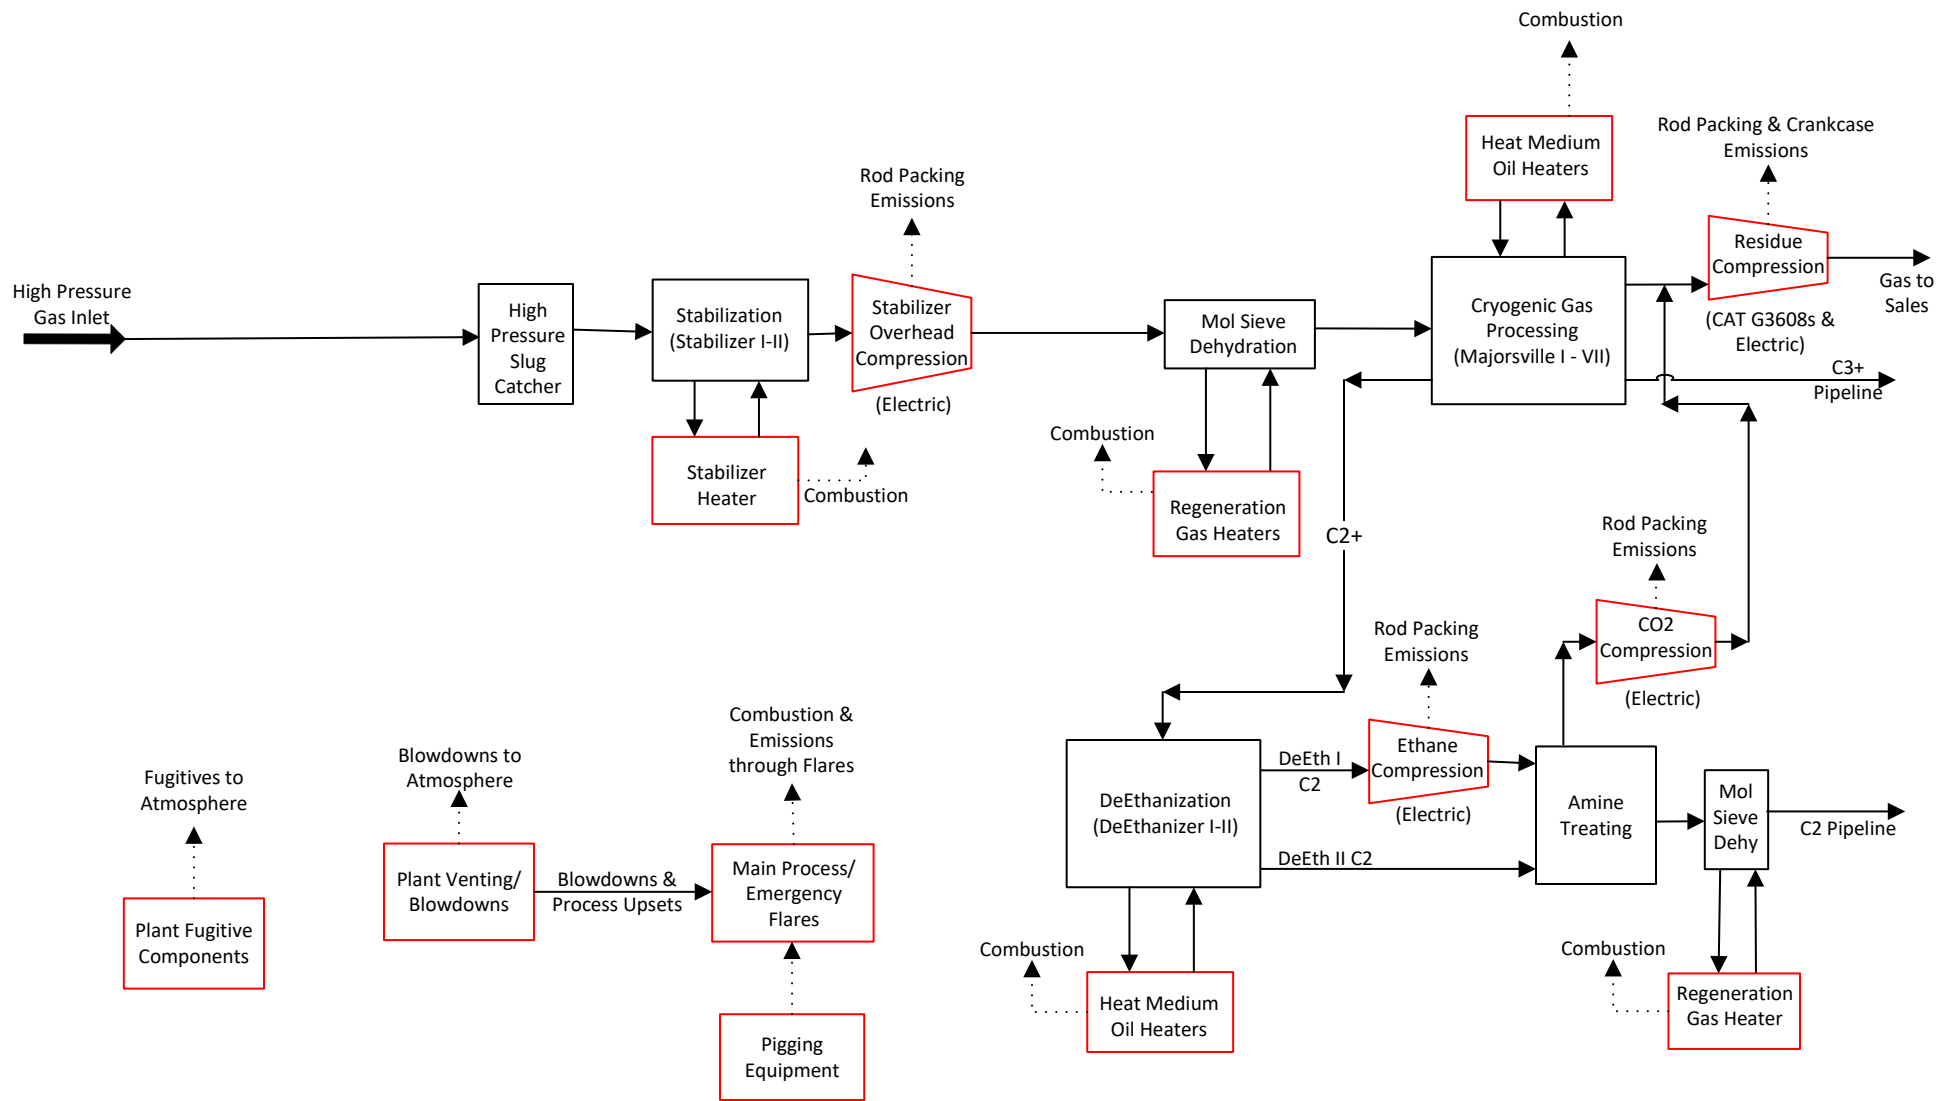 Combustion
Heat Medium
Oil Heaters
Rod Packing & Crankcase
Emissions
Rod Packing
Emissions
High Pressure
Gas Inlet
High
Pressure
Slug
Catcher
Stabilization
(Stabilizer I-II)
Stabilizer
Overhead
Compression
(Electric)
Mol Sieve
Dehydration
Cryogenic Gas
Processing
(Majorsville I - VII)
Residue
Compression
(CAT G3608s &
Electric)
Gas to
Sales
C3+
Pipeline
Stabilizer
Heater
Combustion
Combustion
Regeneration
Gas Heaters
C2+
Rod Packing
Emissions
CO2
Compression
(Electric)
Rod Packing
Emissions
Fugitives to
Atmosphere
Plant Fugitive
Components
Blowdowns to
Atmosphere
Plant Venting/
Blowdowns
Blowdowns &
Process Upsets
Combustion &
Emissions
through Flares
Main Process/
Emergency
Flares
Pigging
Equipment
DeEthanization
(DeEthanizer I-II)
DeEth I
C2
Ethane
Compression
(Electric)
DeEth II C2
Amine
Treating
Mol
Sieve
Dehy
C2 Pipeline
Combustion
Heat Medium
Oil Heaters
Combustion
Regeneration
Gas Heater